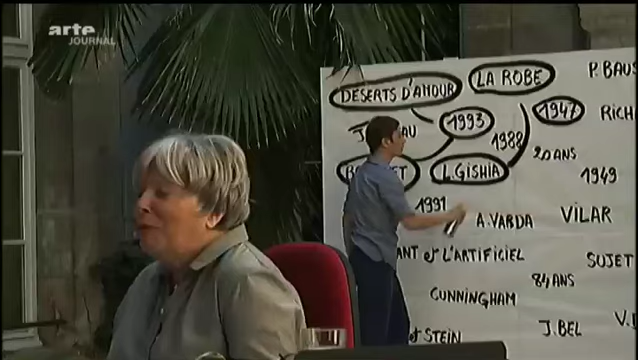 arte
JOURNAL
DESERTS D'AMOUR
LA ROBE
P. BAUS
1947
RICH
1993
1988
20 ANS
L. GISHIA
1949
1991
A. VARDA
VILAR
ANT et L'ARTIFICIEL
SUJET
84 ANS
CUNNINGHAM
et STEIN
J. BEL